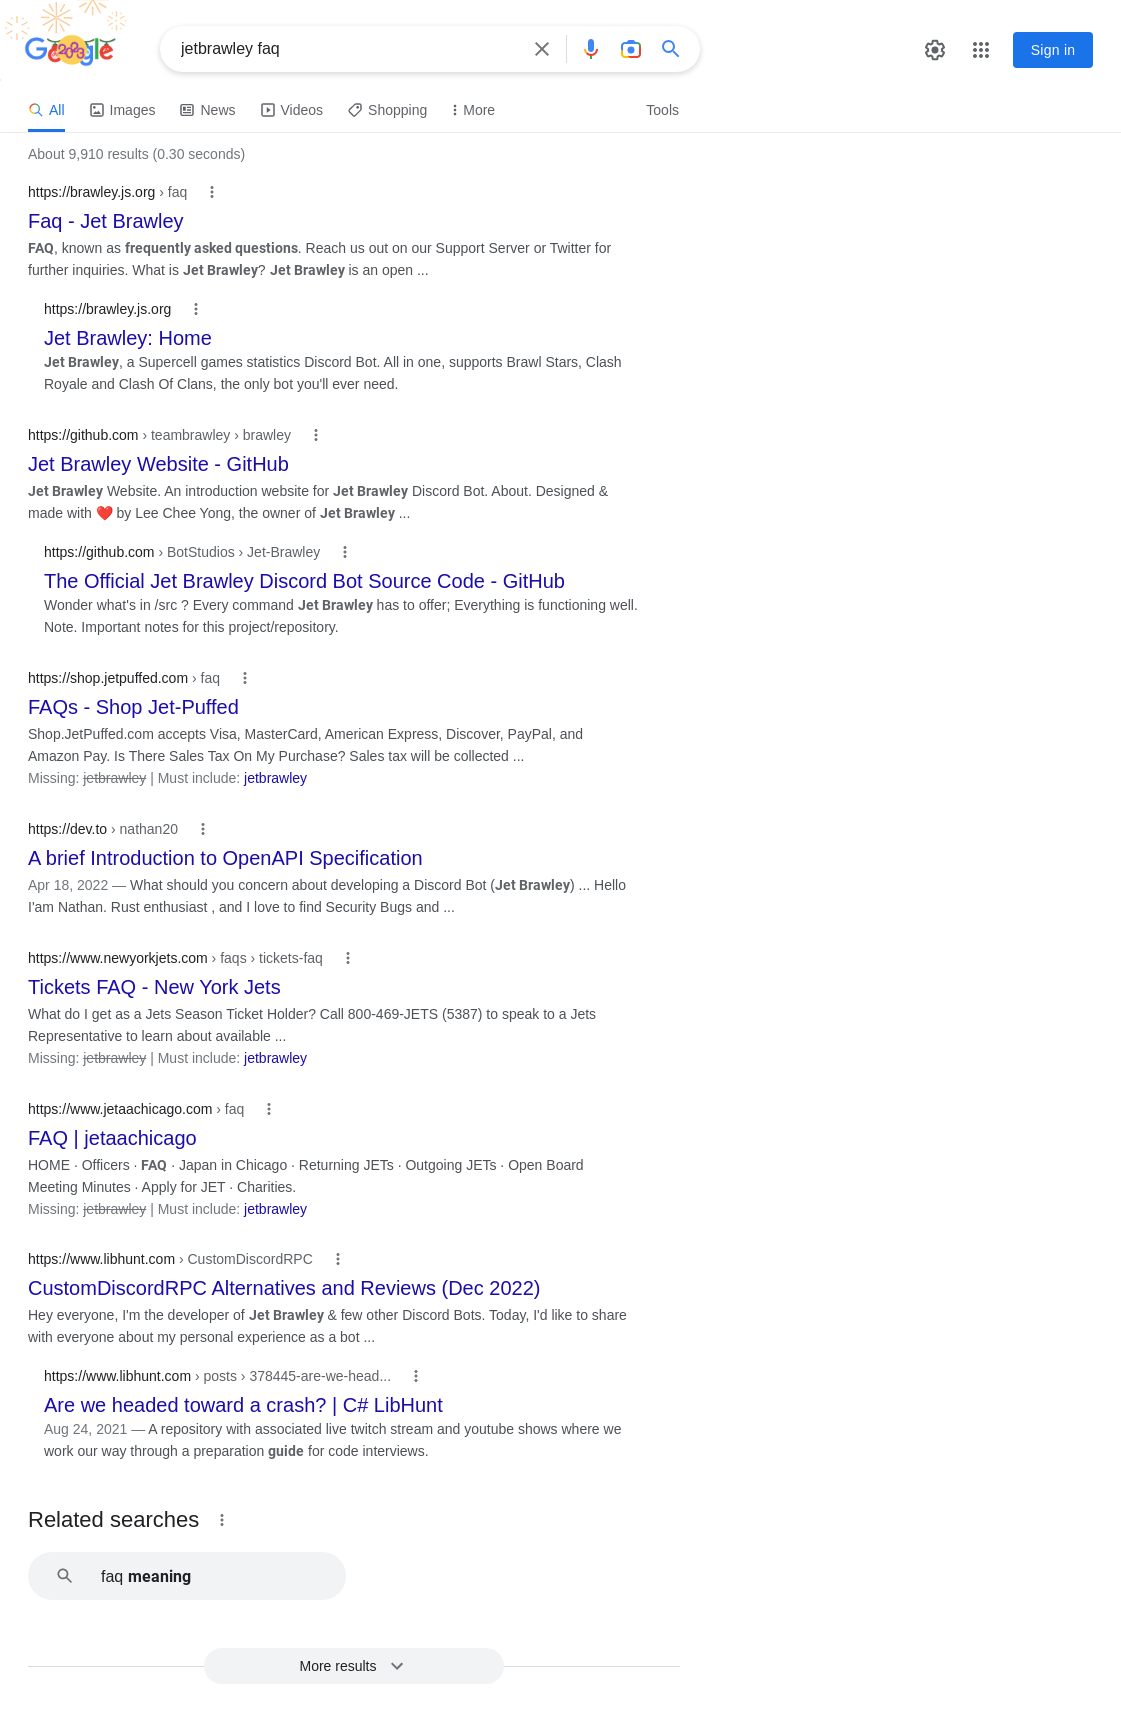 Google
jetbrawley faq
Sign in
All Images News Videos Shopping More Tools
About 9,910 results (0.30 seconds)
https://brawley.js.org › faq
Faq - Jet Brawley
FAQ, known as frequently asked questions. Reach us out on our Support Server or Twitter for
further inquiries. What is Jet Brawley? Jet Brawley is an open ...
https://brawley.js.org
Jet Brawley: Home
Jet Brawley, a Supercell games statistics Discord Bot. All in one, supports Brawl Stars, Clash
Royale and Clash Of Clans, the only bot you'll ever need.
https://github.com › teambrawley › brawley
Jet Brawley Website - GitHub
Jet Brawley Website. An introduction website for Jet Brawley Discord Bot. About. Designed &
made with ❤️ by Lee Chee Yong, the owner of Jet Brawley ...
https://github.com › BotStudios › Jet-Brawley
The Official Jet Brawley Discord Bot Source Code - GitHub
Wonder what's in /src ? Every command Jet Brawley has to offer; Everything is functioning well.
Note. Important notes for this project/repository.
https://shop.jetpuffed.com › faq
FAQs - Shop Jet-Puffed
Shop.JetPuffed.com accepts Visa, MasterCard, American Express, Discover, PayPal, and
Amazon Pay. Is There Sales Tax On My Purchase? Sales tax will be collected ...
Missing: jetbrawley | Must include: jetbrawley
https://dev.to › nathan20
A brief Introduction to OpenAPI Specification
Apr 18, 2022 — What should you concern about developing a Discord Bot (Jet Brawley) ... Hello
I'am Nathan. Rust enthusiast , and I love to find Security Bugs and ...
https://www.newyorkjets.com › faqs › tickets-faq
Tickets FAQ - New York Jets
What do I get as a Jets Season Ticket Holder? Call 800-469-JETS (5387) to speak to a Jets
Representative to learn about available ...
Missing: jetbrawley | Must include: jetbrawley
https://www.jetaachicago.com › faq
FAQ | jetaachicago
HOME · Officers · FAQ · Japan in Chicago · Returning JETs · Outgoing JETs · Open Board
Meeting Minutes · Apply for JET · Charities.
Missing: jetbrawley | Must include: jetbrawley
https://www.libhunt.com › CustomDiscordRPC
CustomDiscordRPC Alternatives and Reviews (Dec 2022)
Hey everyone, I'm the developer of Jet Brawley & few other Discord Bots. Today, I'd like to share
with everyone about my personal experience as a bot ...
https://www.libhunt.com › posts › 378445-are-we-head...
Are we headed toward a crash? | C# LibHunt
Aug 24, 2021 — A repository with associated live twitch stream and youtube shows where we
work our way through a preparation guide for code interviews.
Related searches
faq meaning
More results